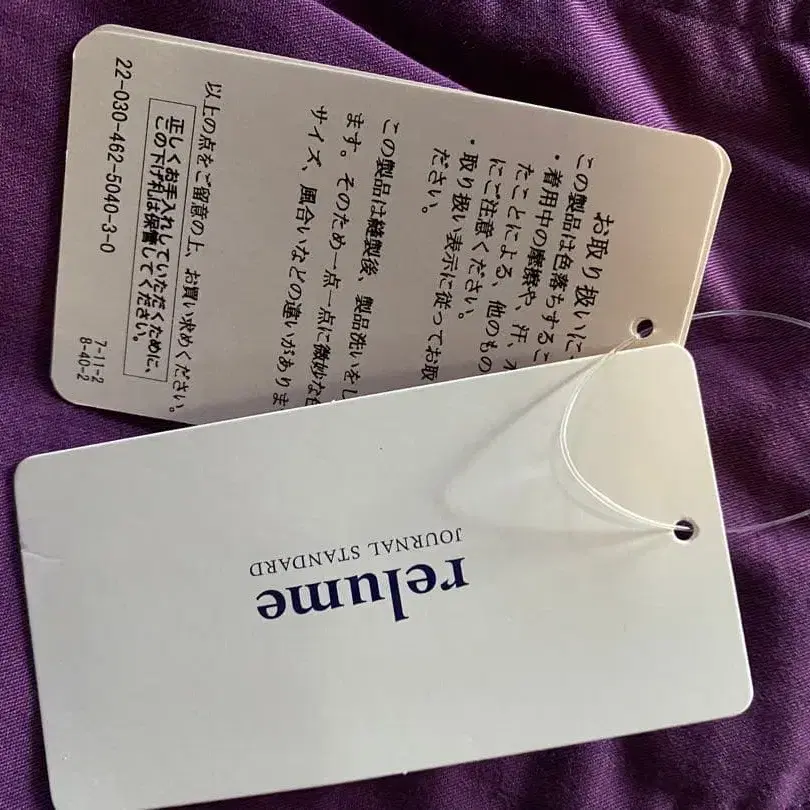 お取り扱いに
この製品は色落ちするこ
・着用中の摩擦や、汗、
たことによる、他のもの
にご注意ください。
・取り扱い表示に従ってお取
ださい。
この製品は縫製後、製品洗いをし
ます。そのため一点一点に微妙な色
サイズ、風合いなどの違いがありま
以上の点をご留意の上、お買い求めください。
正しくお手入れしていただくために、
この下げ札は保管してください。
22-030-462-5040-3-0
7-11-2
8-40-2
relume
JOURNAL STANDARD